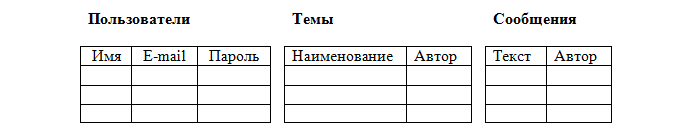 Пользователи Темы Сообщения
Имя E-mail Пароль Наименование Автор Текст Автор